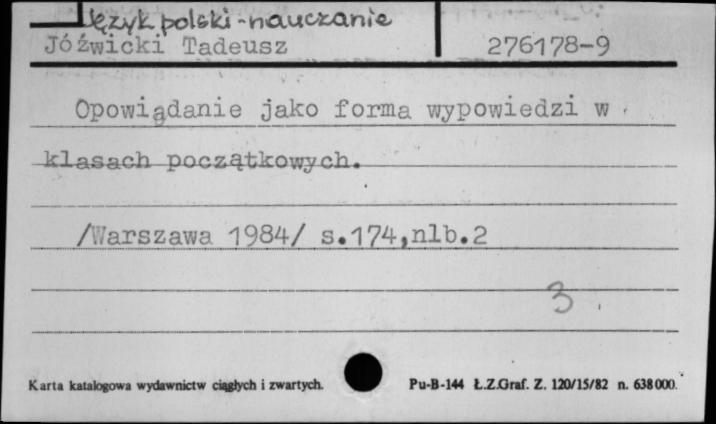 Język polski - nauczanie
Jóźwicki Tadeusz 276178-9
Opowiądanie jako forma wypowiedzi w
klasach początkowych.
/Warszawa 1984/ s.174,nlb.2
3
Karta katalogowa wydawnictw ciągłych i zwartych. Pu-B-144 Ł.Z.Graf. Z. 120/15/82 n. 638000.